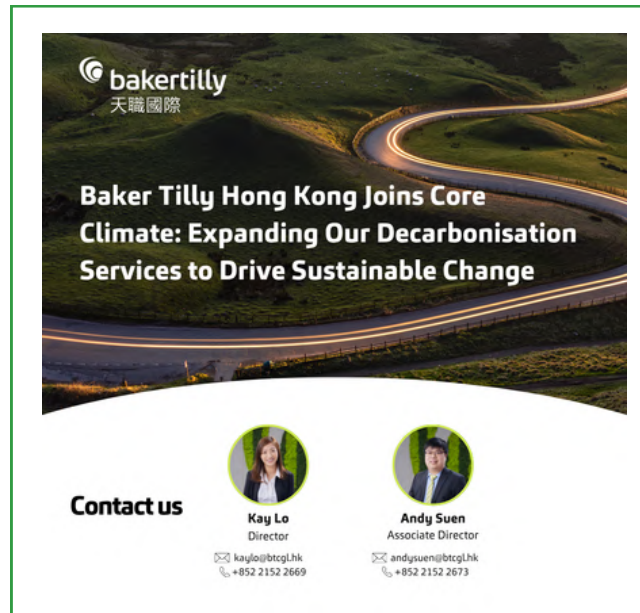 bakertilly
天職國際
Baker Tilly Hong Kong Joins Core
Climate: Expanding Our Decarbonisation
Services to Drive Sustainable Change
Contact us
Kay Lo
Director
kaylo@btcgl.hk
+852 2152 2669
Andy Suen
Associate Director
andysuen@btcgl.hk
+852 2152 2673